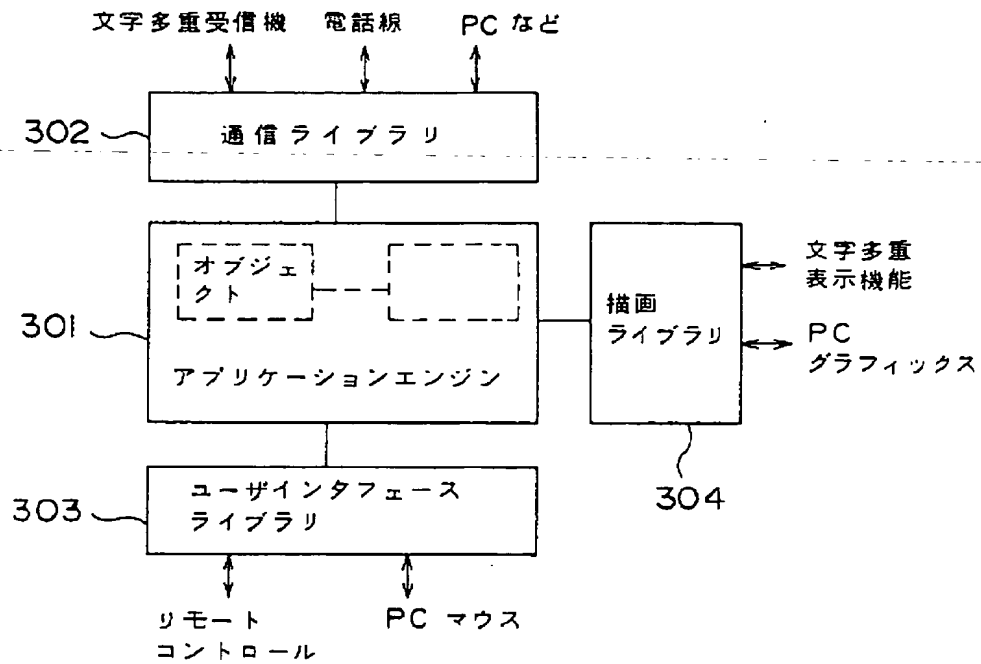 文字多重受信機 電話線 PCなど
302
通信ライブラリ
オブジェ
クト
301
アプリケーションエンジン
描画
ライブラリ
文字多重
表示機能
PC
グラフィックス
304
ユーザインタフェース
ライブラリ
303
リモート
コントロール
PCマウス